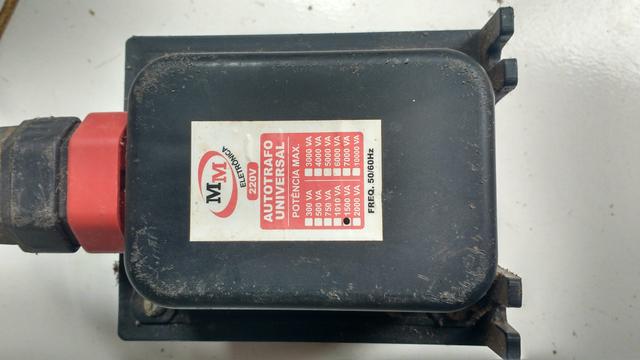 MM
ELETRÔNICA
220V
AUTOTRAFO
UNIVERSAL
POTÊNCIA MAX.
300 VA 3000 VA
500 VA 4000 VA
750 VA 5000 VA
1010 VA 6000 VA
1500 VA 7000 VA
2000 VA 10000 VA
FREQ. 50/60Hz